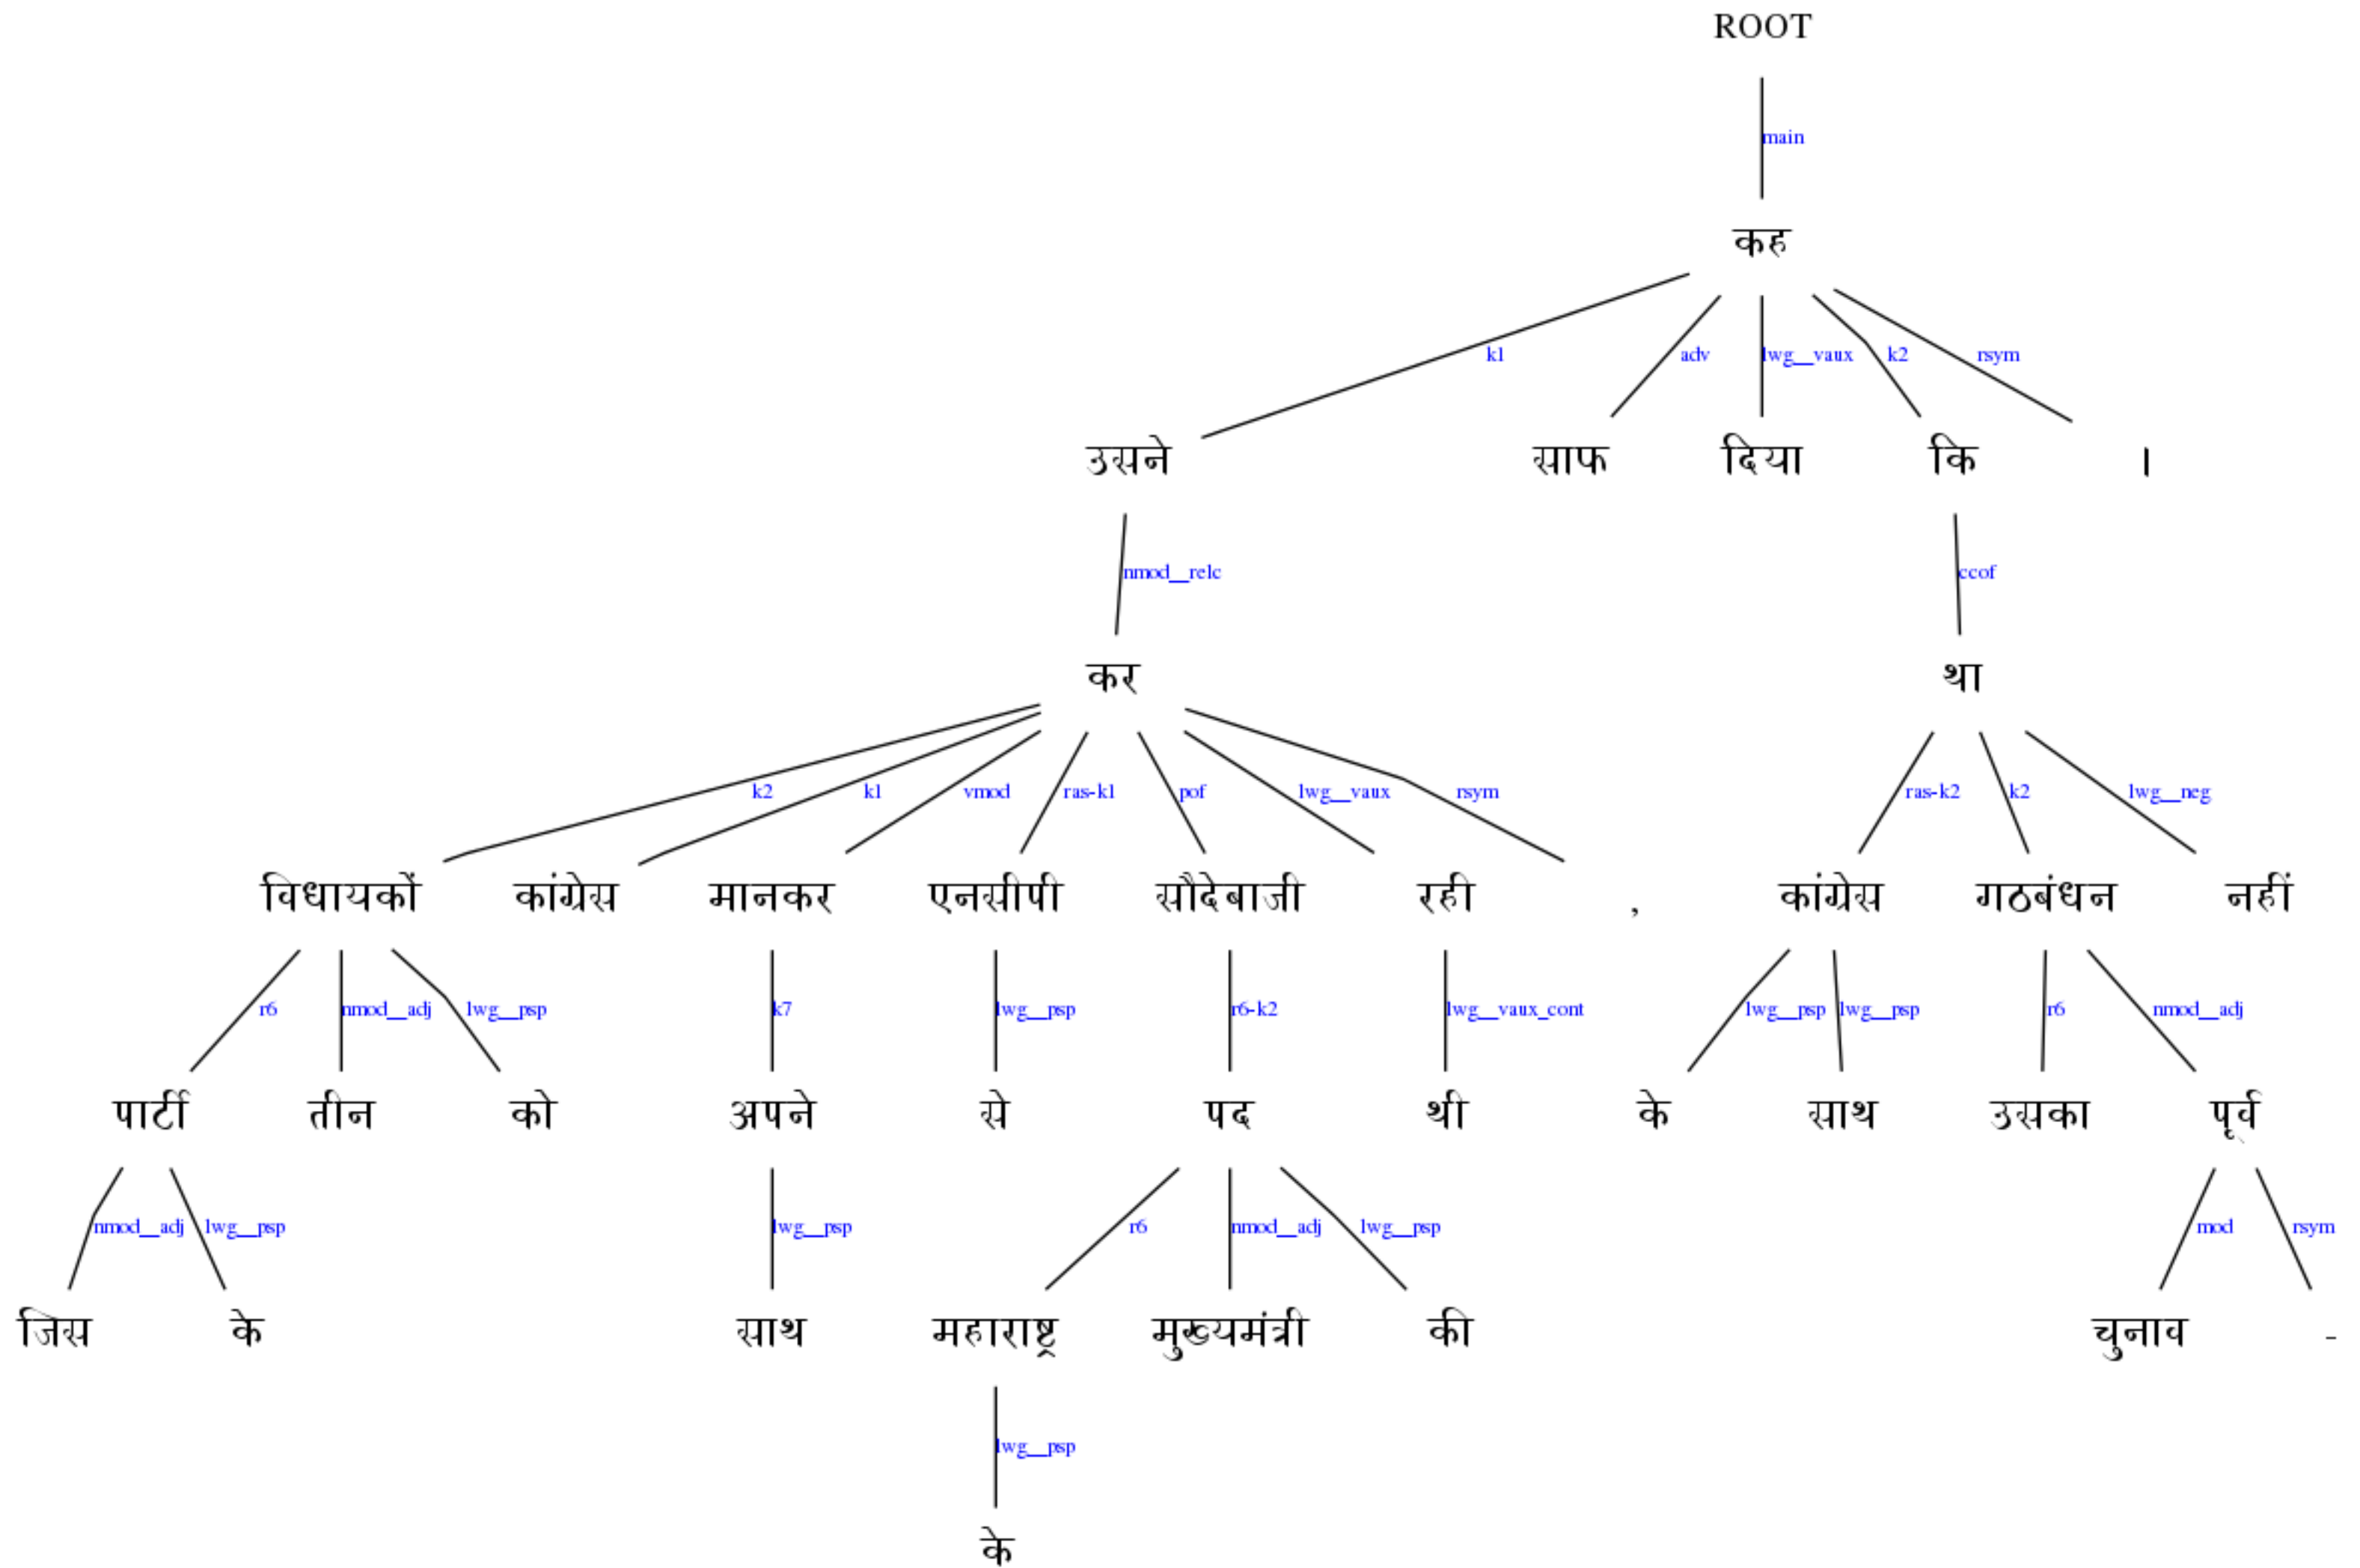 ROOT
main
कह
k1 adv lwg__vaux k2 rsym
उसने साफ दिया कि ।
nmod__relc ccof
कर था
k2 k1 vmod ras-k1 pof lwg__vaux rsym ras-k2 k2 lwg__neg
विधायकों कांग्रेस मानकर एनसीपी सौदेबाजी रही , कांग्रेस गठबंधन नहीं
r6 nmod__adj lwg__psp k7 lwg__psp r6-k2 lwg__vaux_cont lwg__psp lwg__psp r6 nmod__adj
पार्टी तीन को अपने से पद थी के साथ उसका पूर्व
nmod__adj lwg__psp lwg__psp r6 nmod__adj lwg__psp mod rsym
जिस के साथ महाराष्ट्र मुख्यमंत्री की चुनाव -
lwg__psp
के